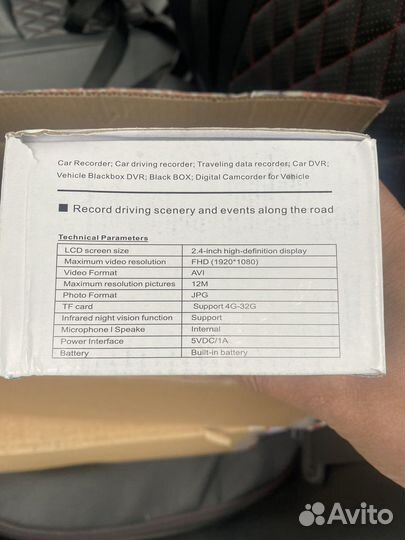 Car Recorder; Car driving recorder; Traveling data recorder; Car DVR;
Vehicle Blackbox DVR; Black BOX; Digital Camcorder for Vehicle
■ Record driving scenery and events along the road
Technical Parameters
LCD screen size 2.4-inch high-definition display
Maximum video resolution FHD (1920*1080)
Video Format AVI
Maximum resolution pictures 12M
Photo Format JPG
TF card Support 4G-32G
Infrared night vision function Support
Microphone I Speake Internal
Power Interface 5VDC/1A
Battery Built-in battery
Avito